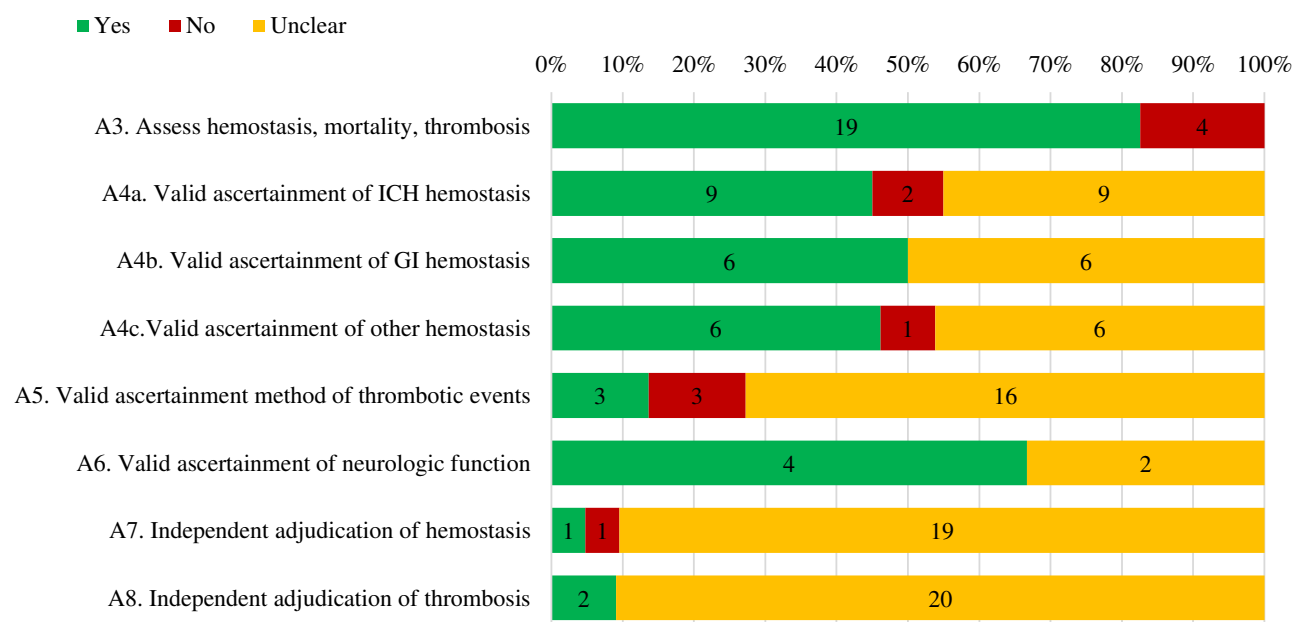 Yes No Unclear
0% 10% 20% 30% 40% 50% 60% 70% 80% 90% 100%
A3. Assess hemostasis, mortality, thrombosis 19 4
A4a. Valid ascertainment of ICH hemostasis 9 2 9
A4b. Valid ascertainment of GI hemostasis 6 6
A4c.Valid ascertainment of other hemostasis 6 1 6
A5. Valid ascertainment method of thrombotic events 3 3 16
A6. Valid ascertainment of neurologic function 4 2
A7. Independent adjudication of hemostasis 1 1 19
A8. Independent adjudication of thrombosis 2 20